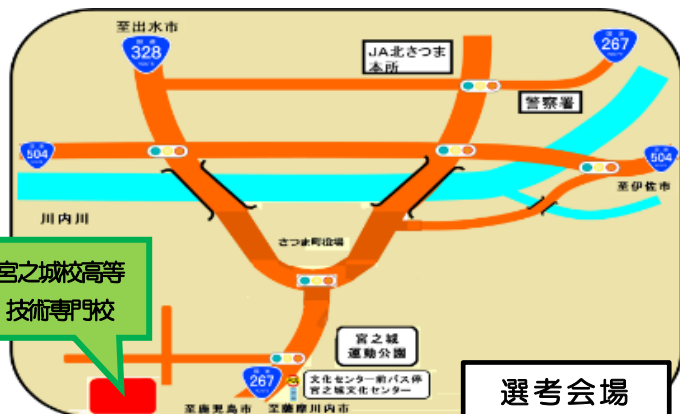 至出水市
328
267
JA北さつま
本所
警察署
504
504
至伊佐市
川内川
さつま町役場
宮之城校高等
技術専門校
宮之城
運動公園
267
文化センター前バス停
宮之城文化センター
選考会場
至鹿児島市
至薩摩川内市